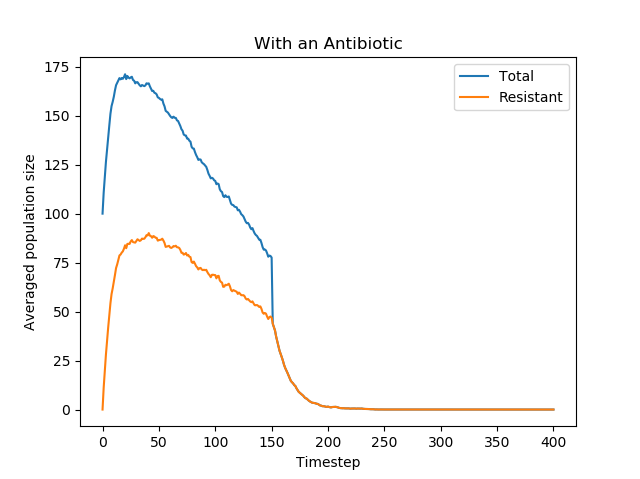 With an Antibiotic
Total
Resistant
175
150
125
100
75
50
25
0
Averaged population size
0 50 100 150 200 250 300 350 400
Timestep